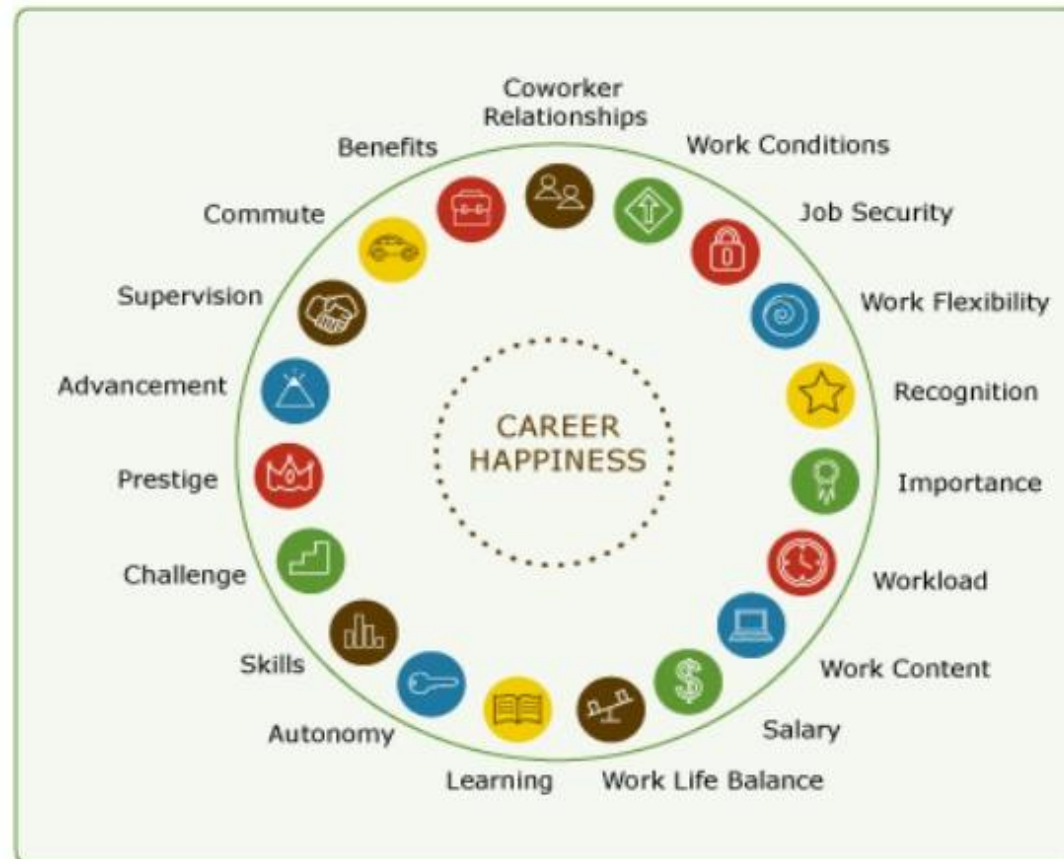 Coworker
Relationships
Work Conditions
Job Security
Work Flexibility
Recognition
Importance
Workload
Work Content
Salary
Work Life Balance
Learning
Autonomy
Skills
Challenge
Prestige
Advancement
Supervision
Commute
Benefits
CAREER
HAPPINESS